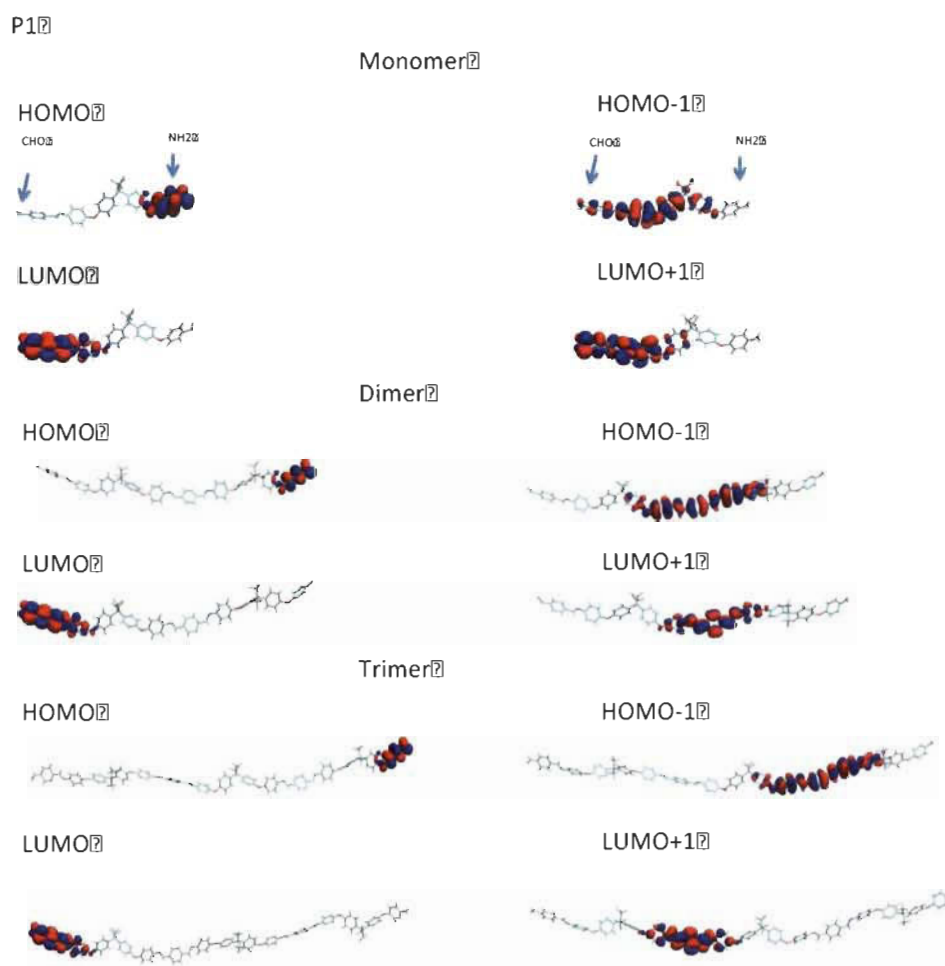 P1⍰
Monomer⍰
HOMO⍰ HOMO-1⍰
CHO⍰ NH2⍰ CHO⍰ NH2⍰
LUMO⍰ LUMO+1⍰
Dimer⍰
HOMO⍰ HOMO-1⍰
LUMO⍰ LUMO+1⍰
Trimer⍰
HOMO⍰ HOMO-1⍰
LUMO⍰ LUMO+1⍰